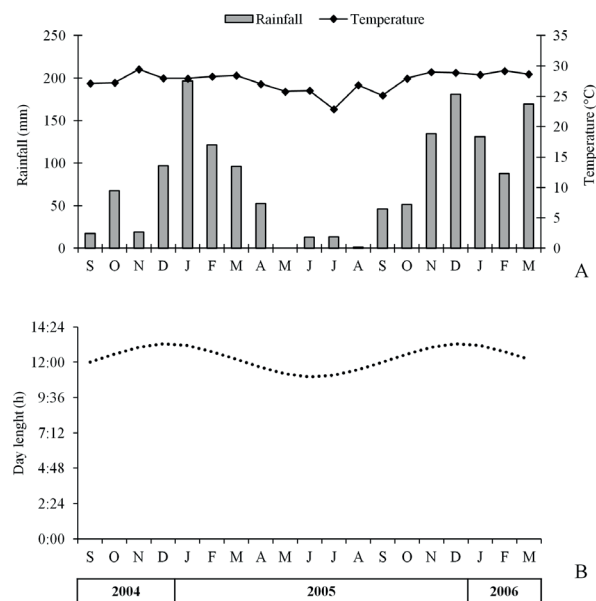 Rainfall Temperature
Rainfall (mm)
250
200
150
100
50
0
Temperature (°C)
35
30
25
20
15
10
5
0
S O N D J F M A M J J A S O N D J F M
A
Day lenght (h)
14:24
12:00
9:36
7:12
4:48
2:24
0:00
S O N D J F M A M J J A S O N D J F M
B
2004 2005 2006